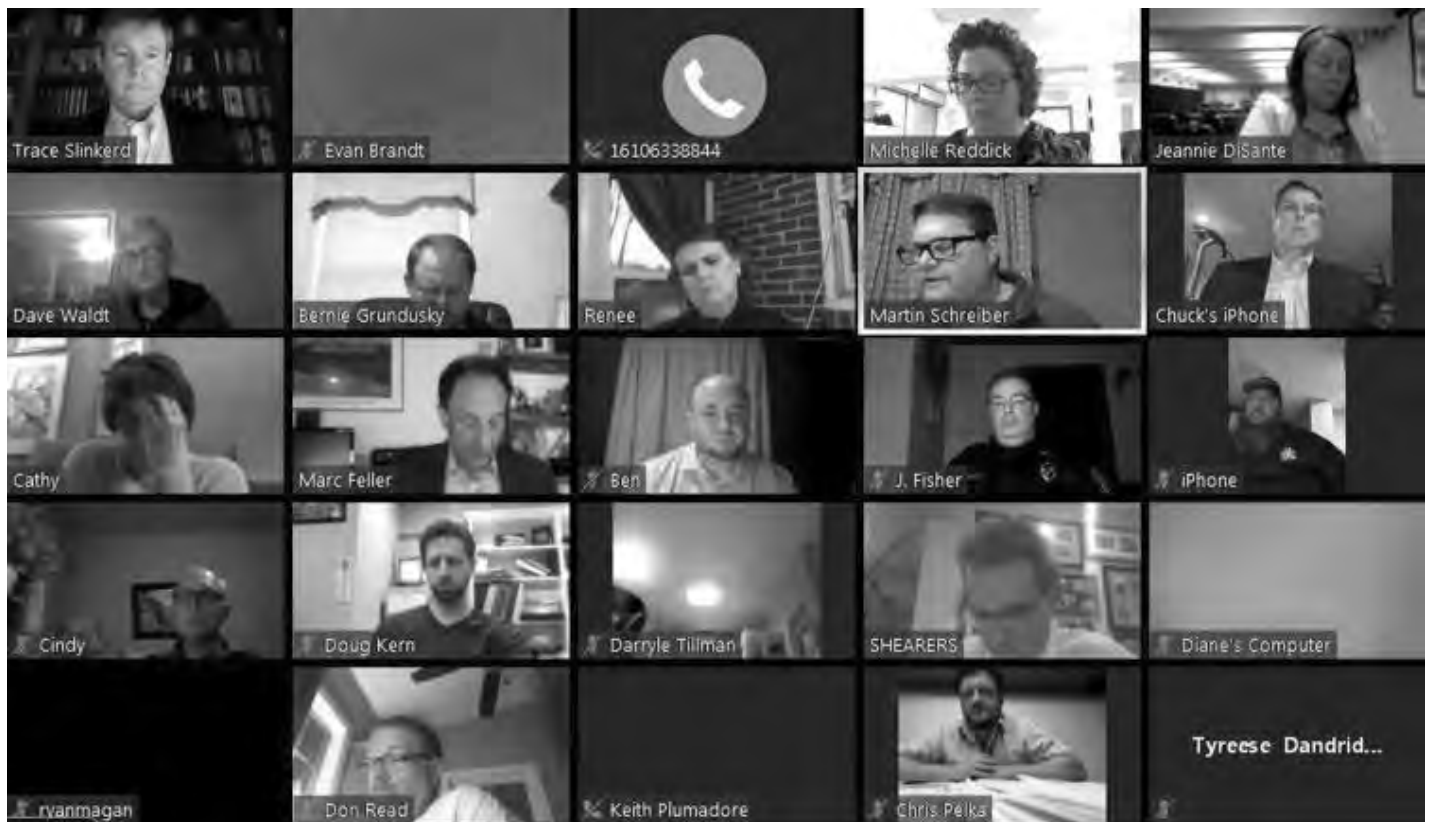 Trace Slinkerd
Evan Brandt
16106338844
Michelle Reddick
Jeannie DiSante
Dave Waldt
Bernie Grundusky
Renee
Martin Schreiber
Chuck's iPhone
Cathy
Marc Feller
Ben
J. Fisher
iPhone
Cindy
Doug Kern
Darryle Tillman
SHEARERS
Diane's Computer
ryanmagan
Don Read
Keith Plumadore
Chris Pelka
Tyreese Dandrid...